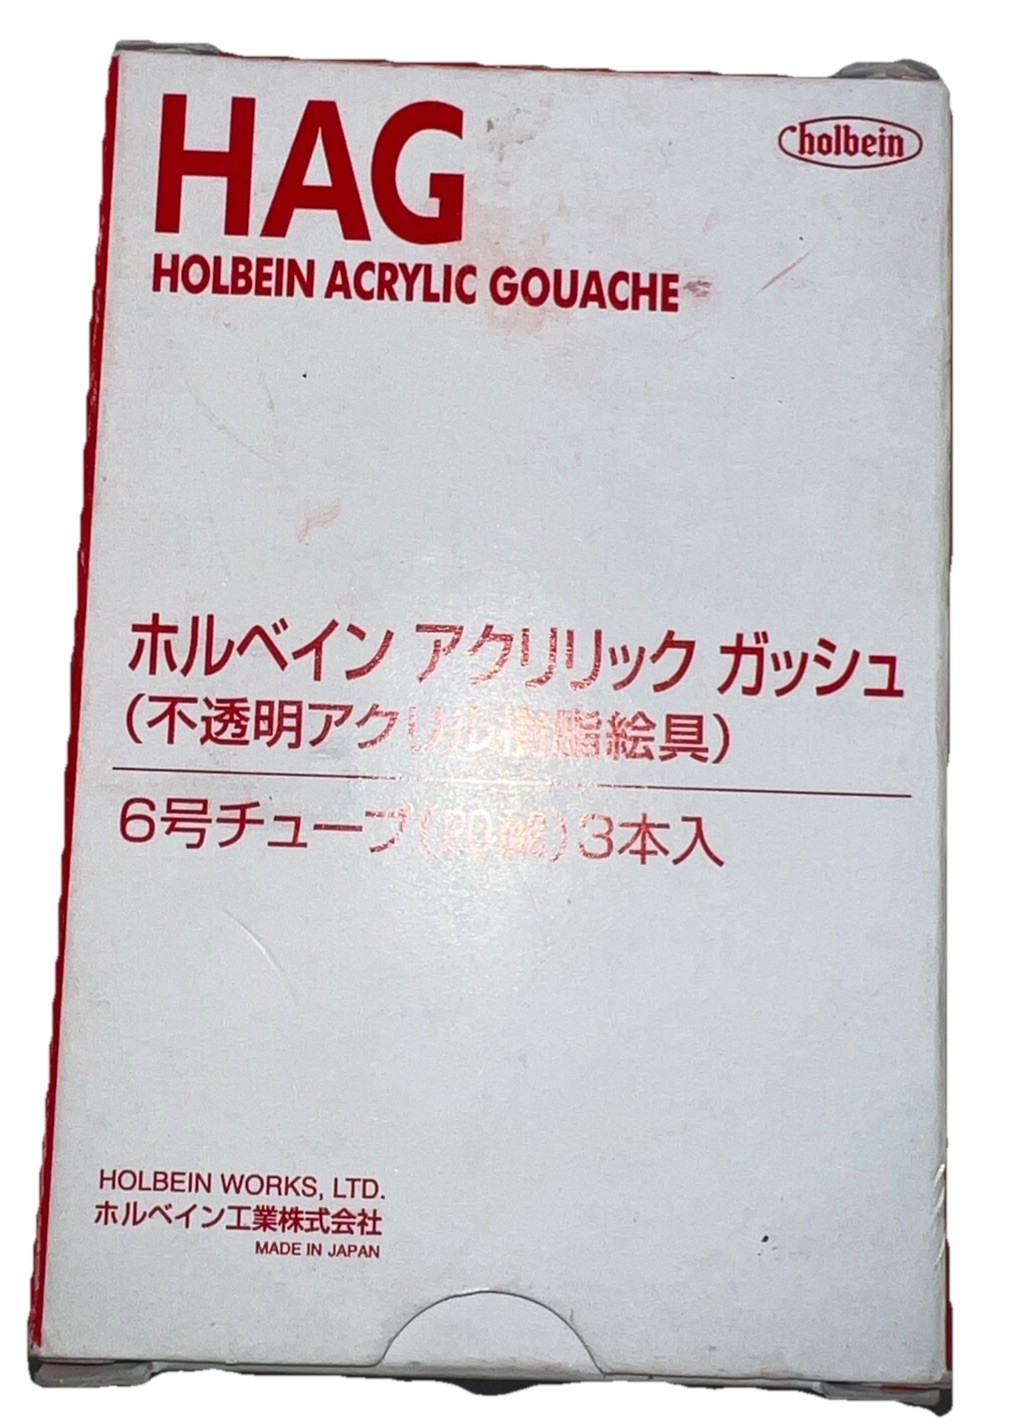 HAG
holbein
HOLBEIN ACRYLIC GOUACHE
ホルベイン アクリリック ガッシュ
(不透明アクリル樹脂絵具)
6号チューブ(20㎖)3本入
HOLBEIN WORKS, LTD.
ホルベイン工業株式会社
MADE IN JAPAN